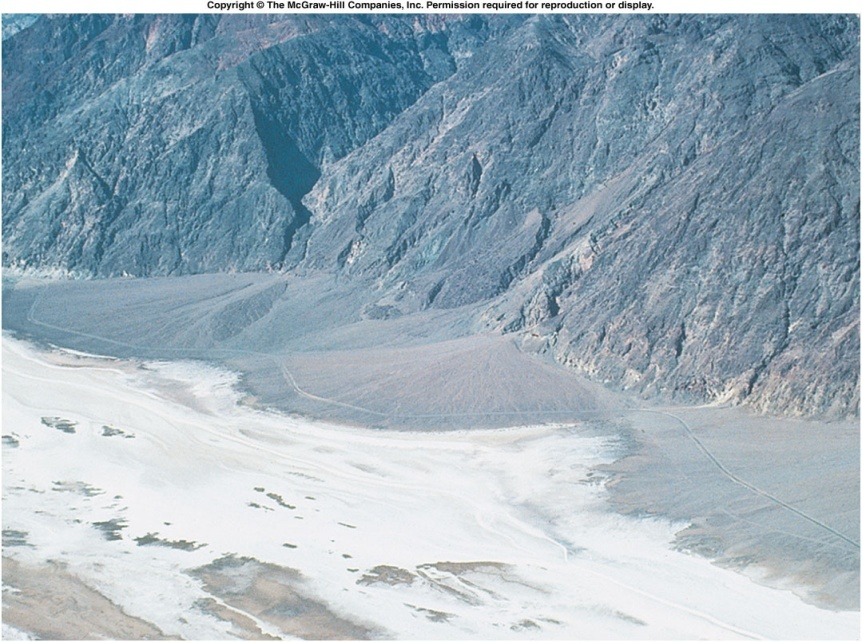 Copyright © The McGraw-Hill Companies, Inc. Permission required for reproduction or display.